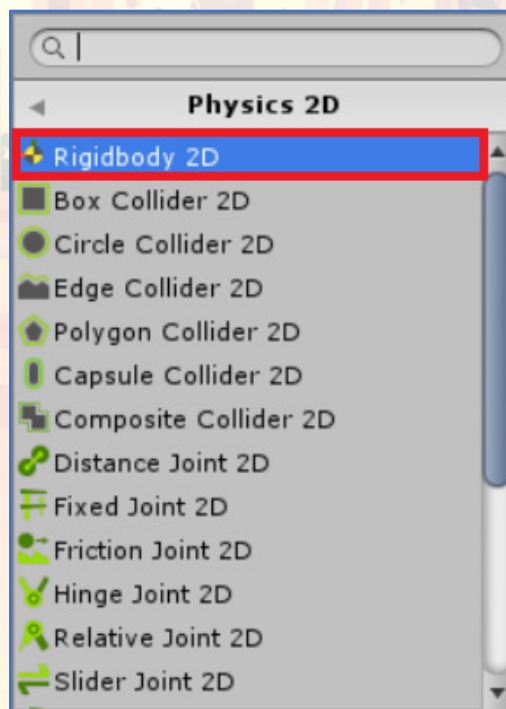 Physics 2D
Rigidbody 2D
Box Collider 2D
Circle Collider 2D
Edge Collider 2D
Polygon Collider 2D
Capsule Collider 2D
Composite Collider 2D
Distance Joint 2D
Fixed Joint 2D
Friction Joint 2D
Hinge Joint 2D
Relative Joint 2D
Slider Joint 2D